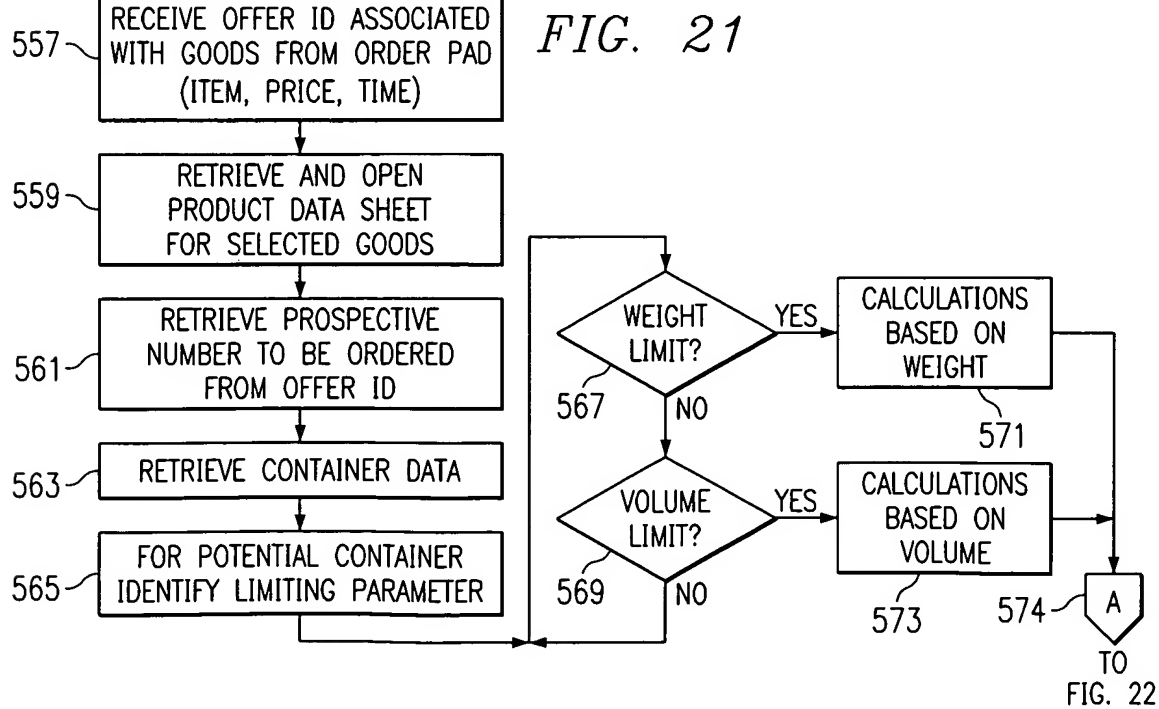 FIG. 21
557
RECEIVE OFFER ID ASSOCIATED
WITH GOODS FROM ORDER PAD
(ITEM, PRICE, TIME)
559
RETRIEVE AND OPEN
PRODUCT DATA SHEET
FOR SELECTED GOODS
561
RETRIEVE PROSPECTIVE
NUMBER TO BE ORDERED
FROM OFFER ID
563
RETRIEVE CONTAINER DATA
565
FOR POTENTIAL CONTAINER
IDENTIFY LIMITING PARAMETER
WEIGHT
LIMIT?
567
YES
NO
CALCULATIONS
BASED ON
WEIGHT
571
VOLUME
LIMIT?
569
YES
NO
CALCULATIONS
BASED ON
VOLUME
573
574
A
TO
FIG. 22